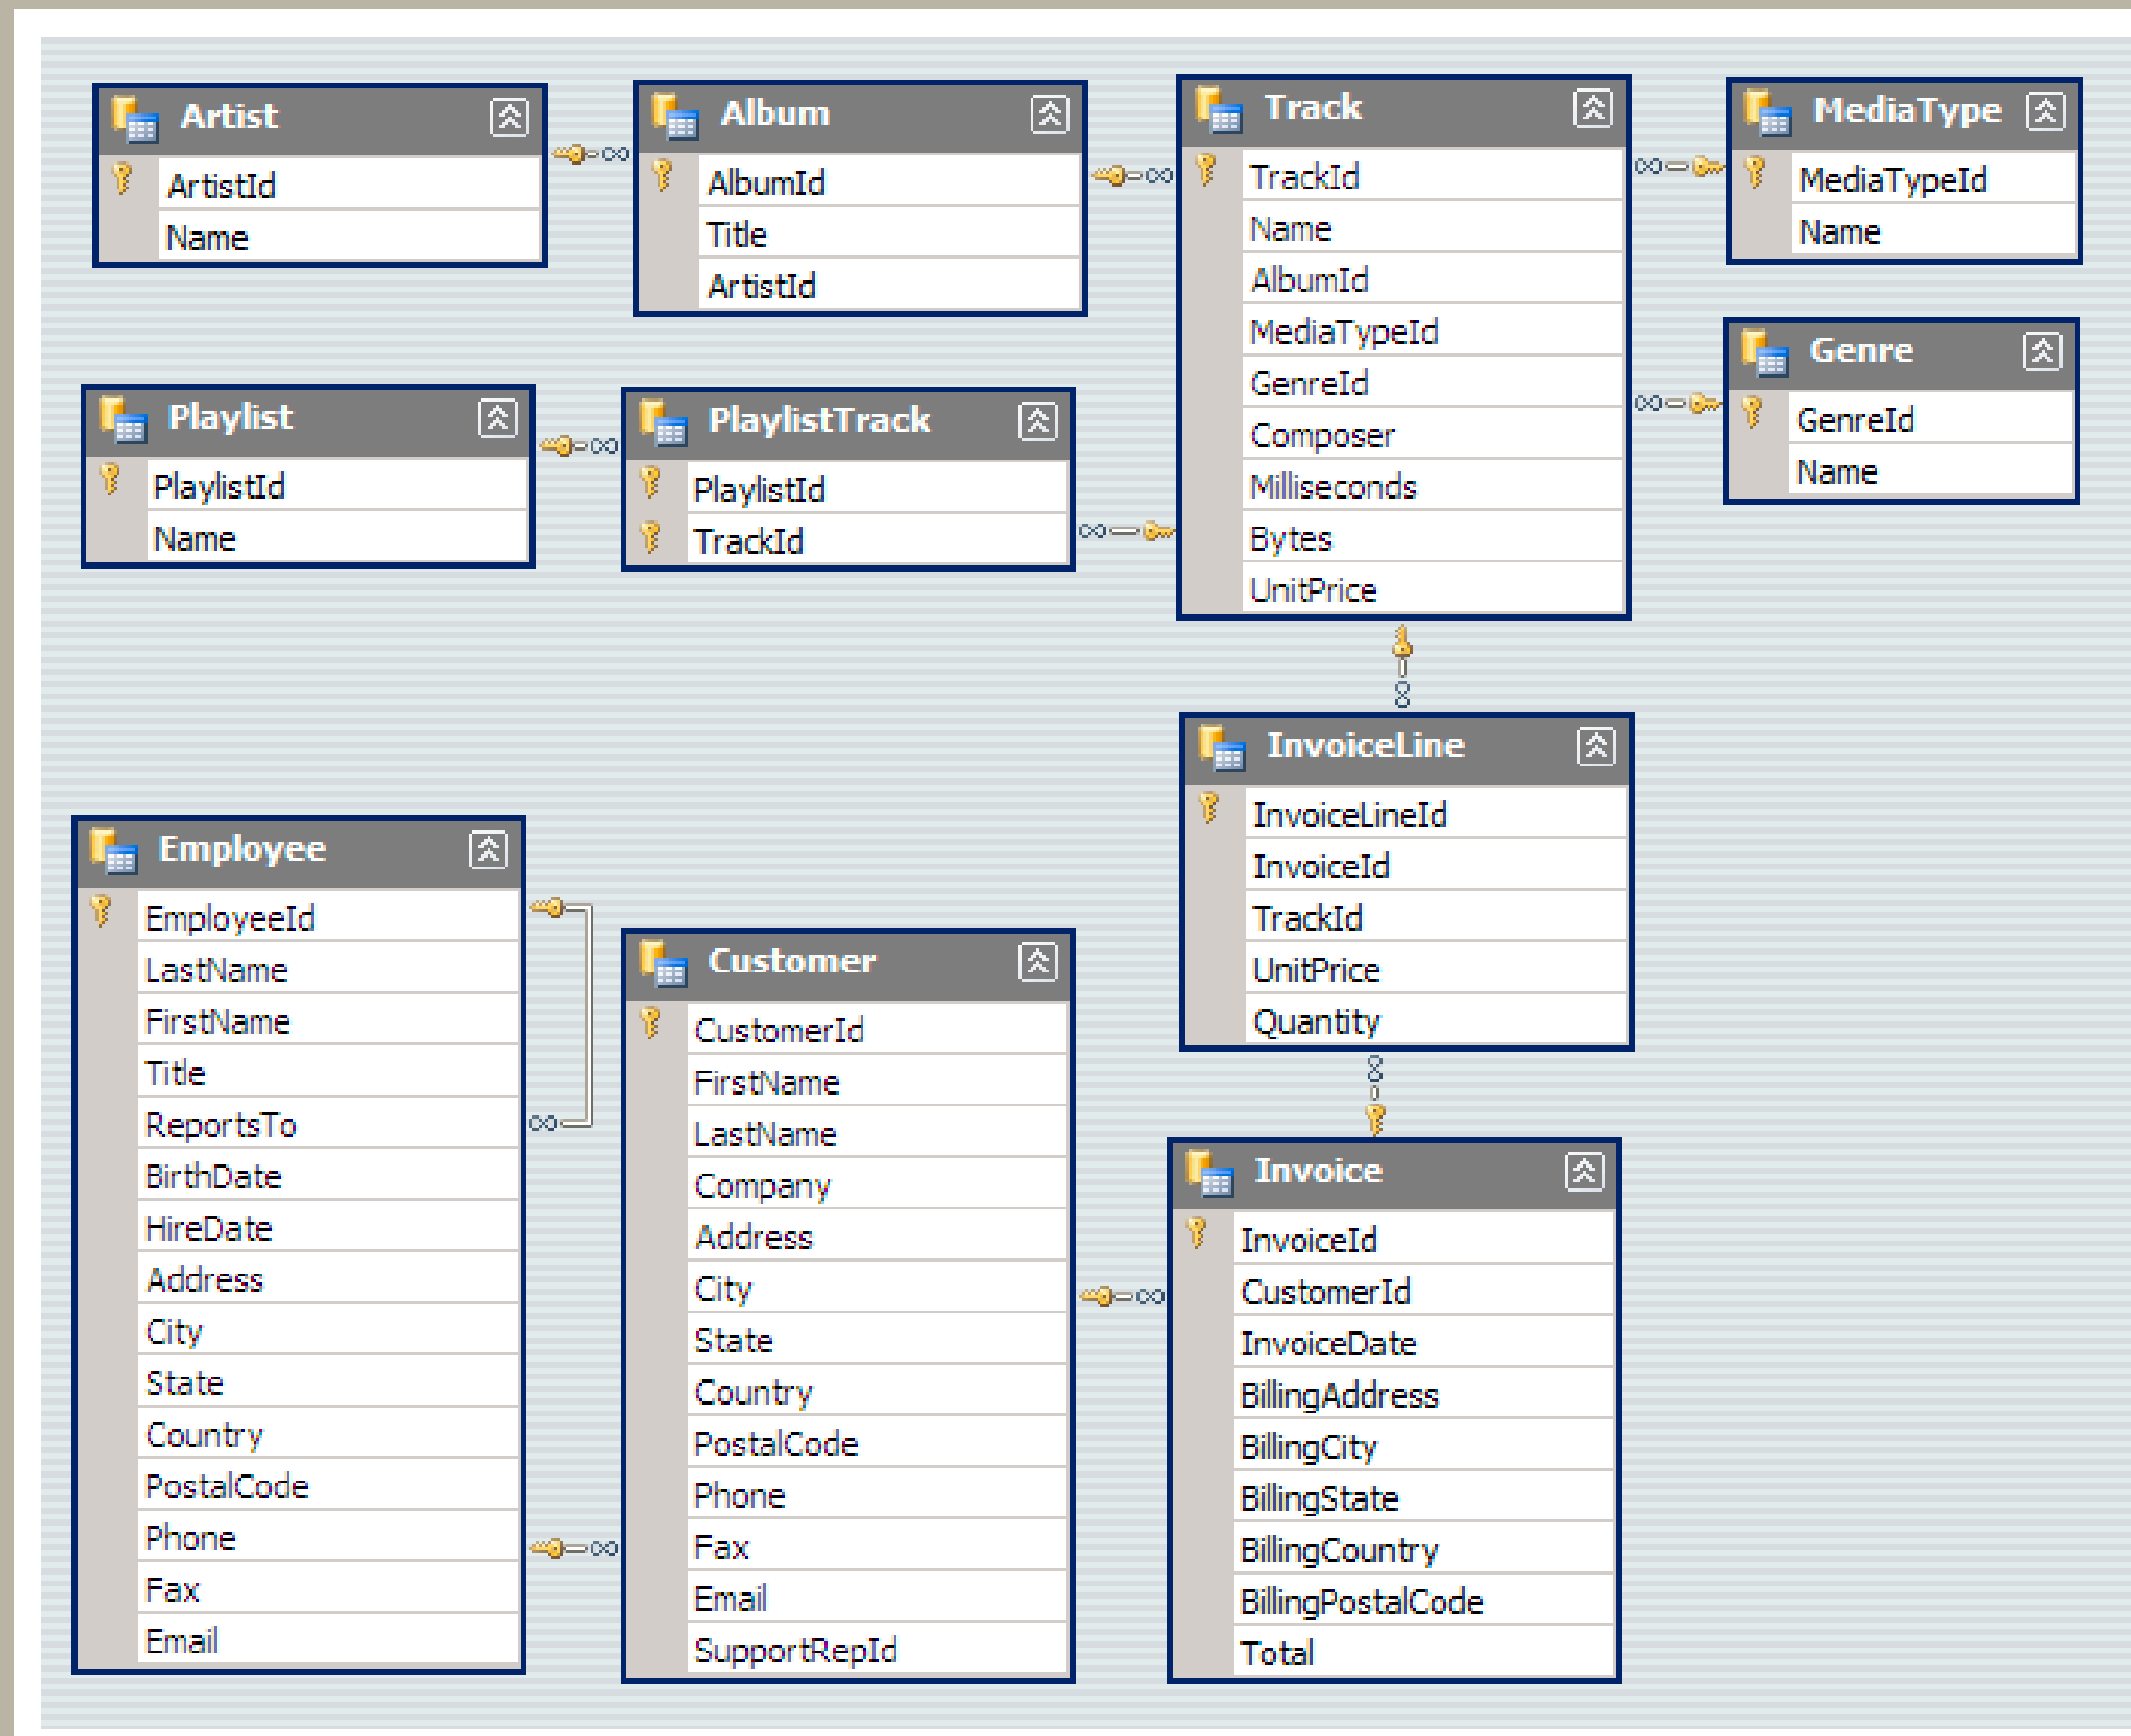 Artist
ArtistId
Name
Album
AlbumId
Title
ArtistId
Track
TrackId
Name
AlbumId
MediaTypeId
GenreId
Composer
Milliseconds
Bytes
UnitPrice
MediaType
MediaTypeId
Name
Genre
GenreId
Name
Playlist
PlaylistId
Name
PlaylistTrack
PlaylistId
TrackId
InvoiceLine
InvoiceLineId
InvoiceId
TrackId
UnitPrice
Quantity
Employee
EmployeeId
LastName
FirstName
Title
ReportsTo
BirthDate
HireDate
Address
City
State
Country
PostalCode
Phone
Fax
Email
Customer
CustomerId
FirstName
LastName
Company
Address
City
State
Country
PostalCode
Phone
Fax
Email
SupportRepId
Invoice
InvoiceId
CustomerId
InvoiceDate
BillingAddress
BillingCity
BillingState
BillingCountry
BillingPostalCode
Total